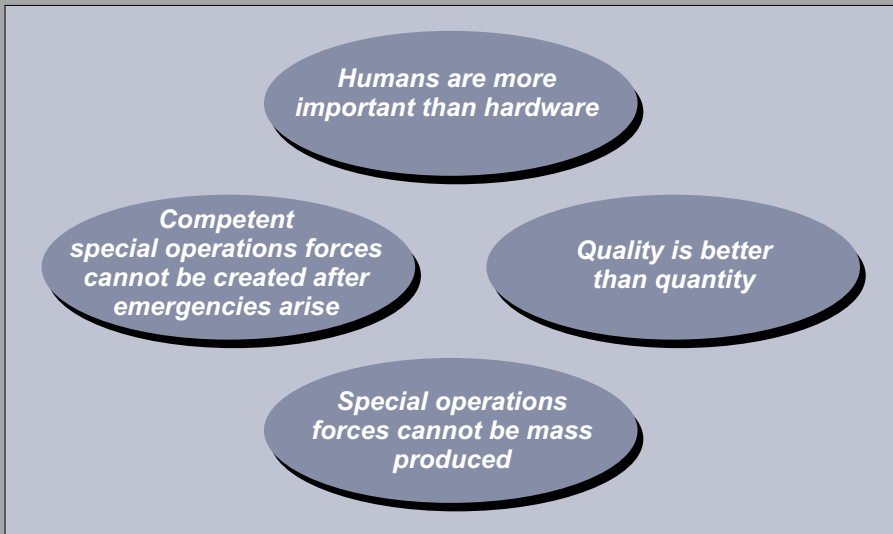 Humans are more
important than hardware
Competent
special operations forces
cannot be created after
emergencies arise
Quality is better
than quantity
Special operations
forces cannot be mass
produced